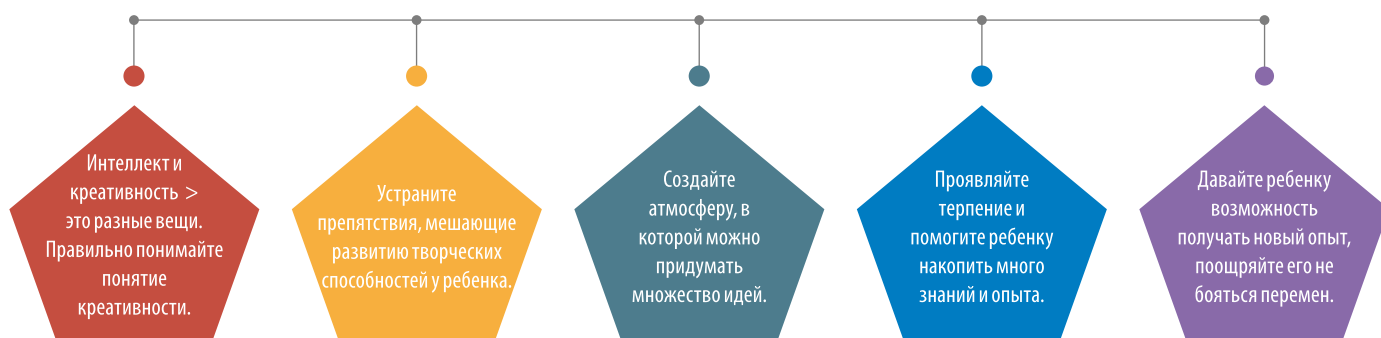 Интеллект и
креативность >
это разные вещи.
Правильно понимайте
понятие
креативности.
Устраните
препятствия, мешающие
развитию творческих
способностей у ребенка.
Создайте
атмосферу, в
которой можно
придумать
множество идей.
Проявляйте
терпение и
помогите ребенку
накопить много
знаний и опыта.
Давайте ребенку
возможность
получать новый опыт,
поощряйте его не
бояться перемен.